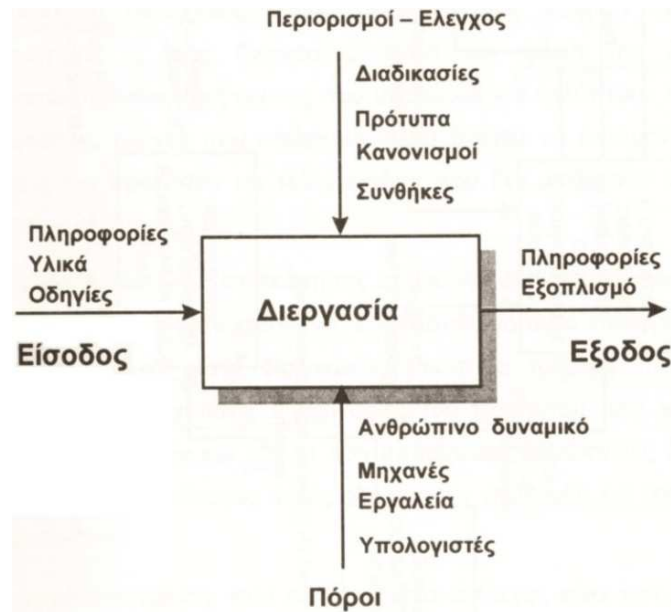 Περιορισμοί – Ελεγχος
Διαδικασίες
Πρότυπα
Κανονισμοί
Συνθήκες
Πληροφορίες
Υλικά
Οδηγίες
Είσοδος
Διεργασία
Πληροφορίες
Εξοπλισμό
Εξοδος
Ανθρώπινο δυναμικό
Μηχανές
Εργαλεία
Υπολογιστές
Πόροι